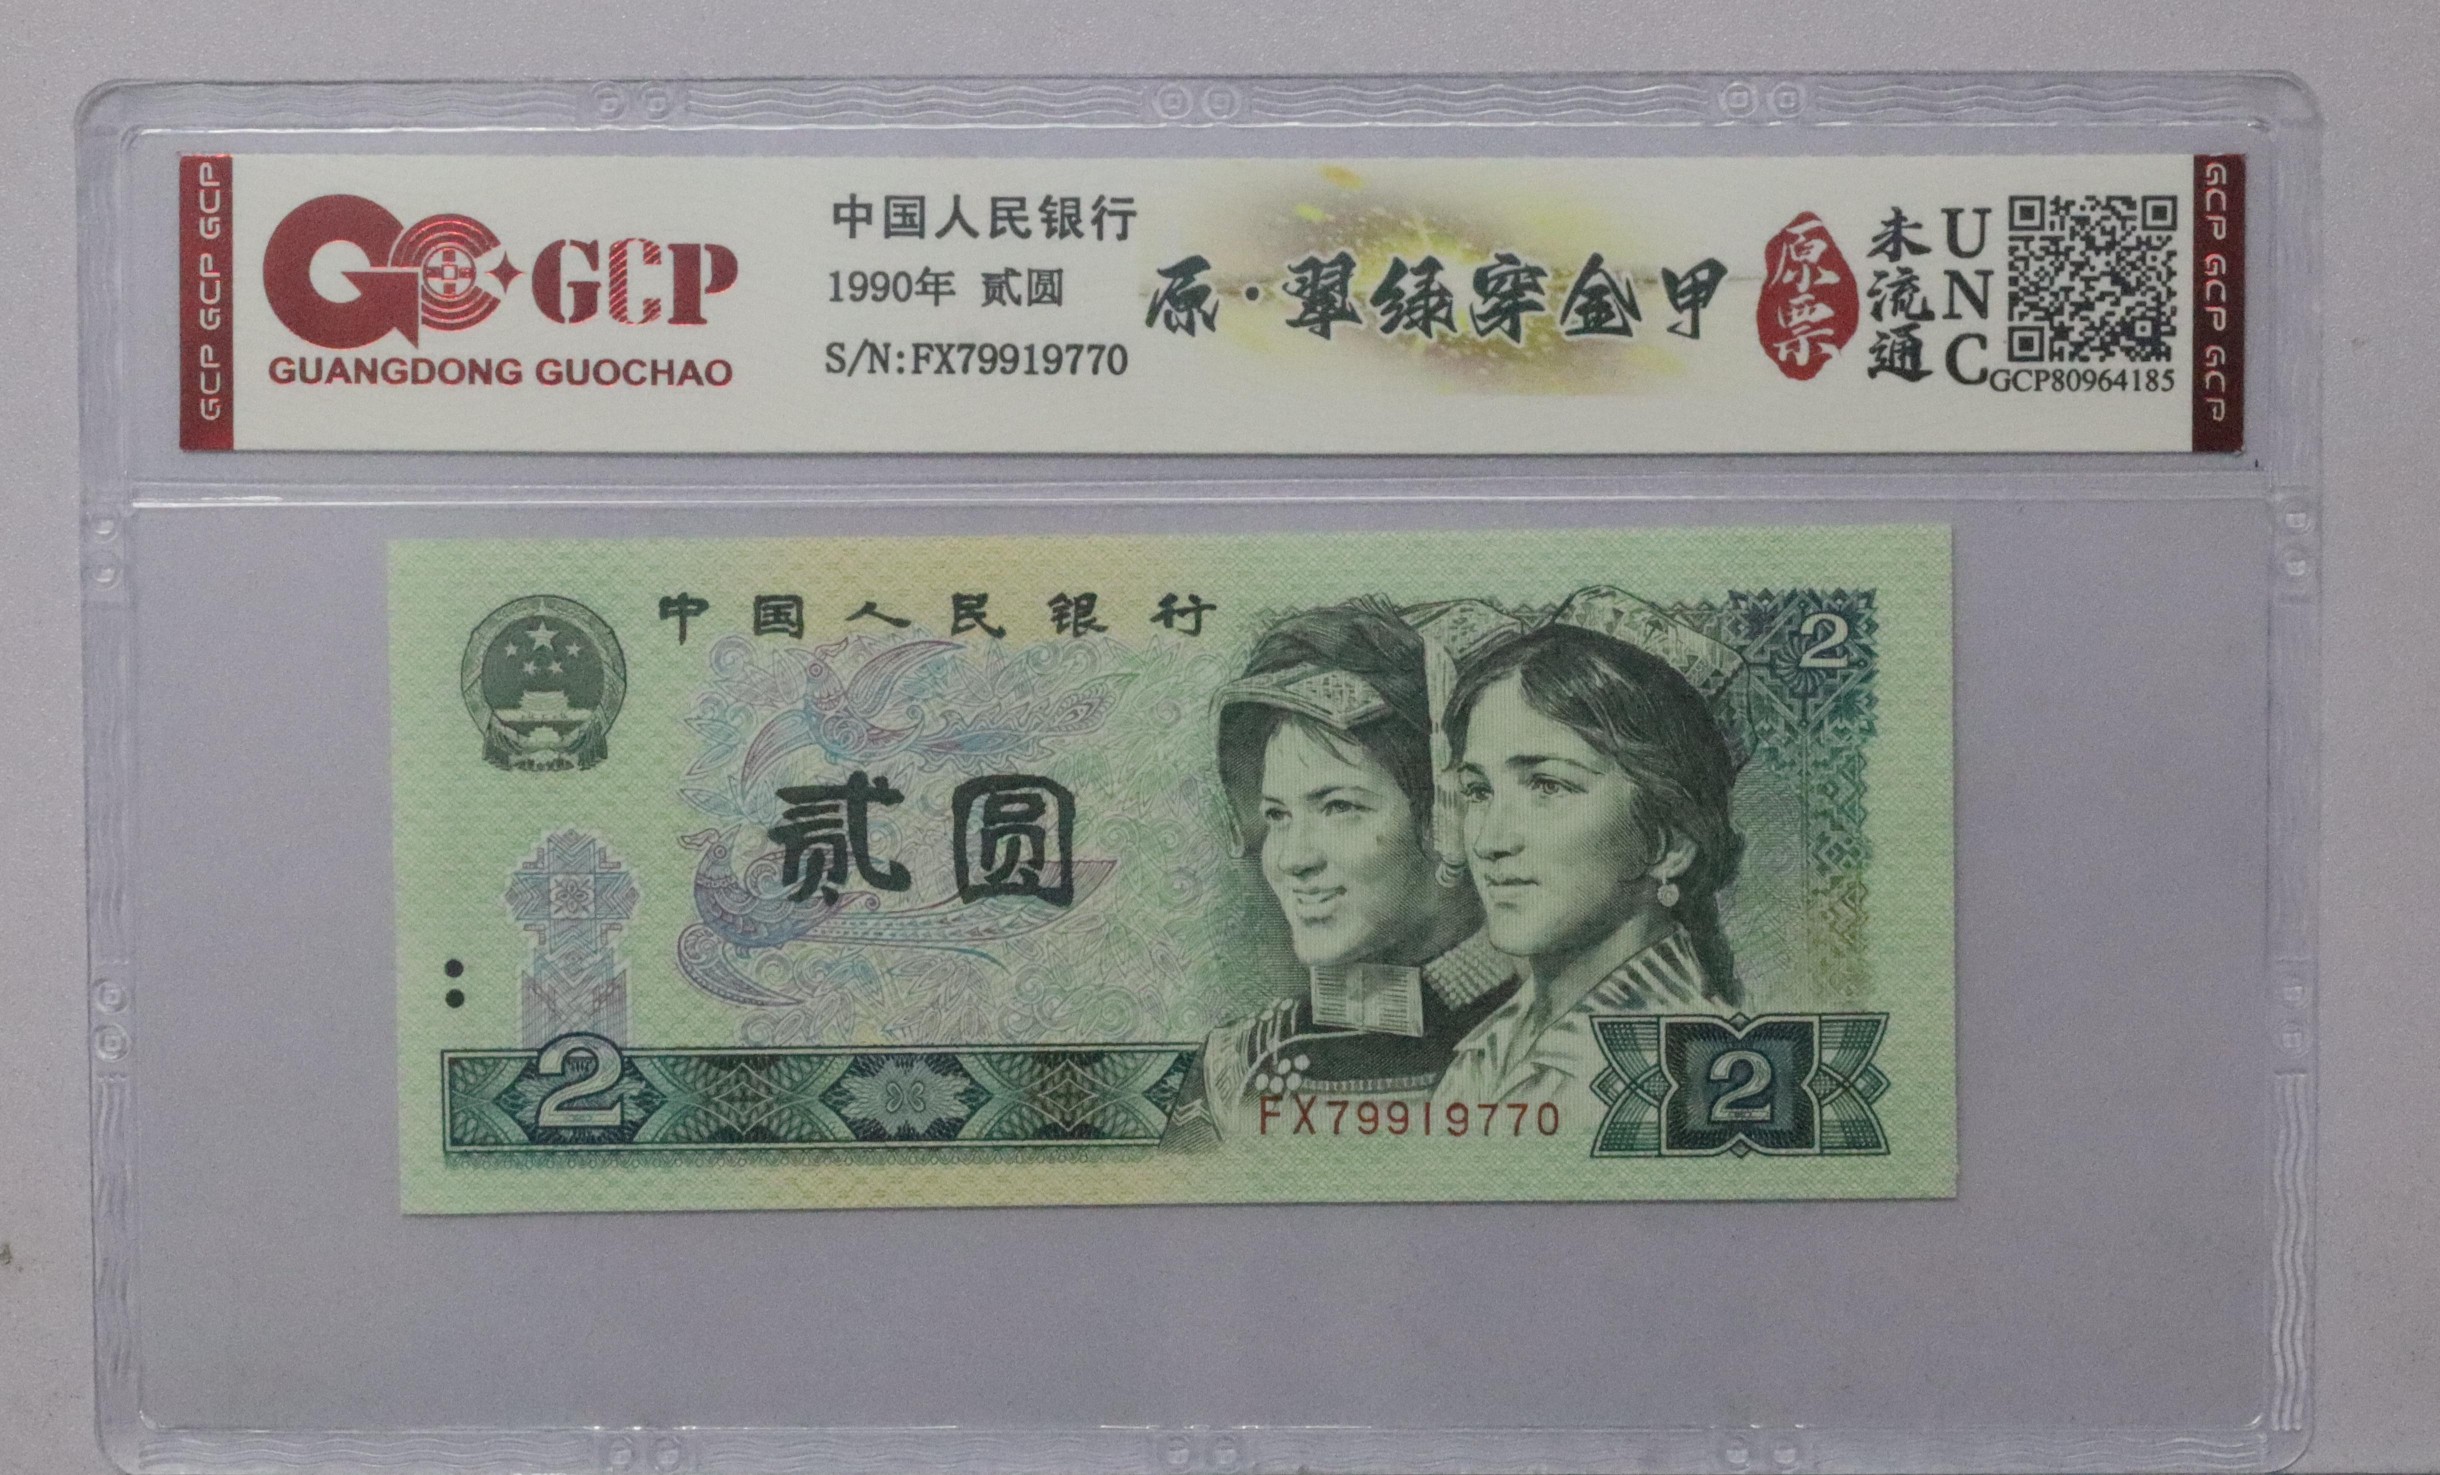 GCP GCP GCP
GCP
GUANGDONG GUOCHAO
中国人民银行
1990年 贰圆
S/N:FX79919770
原·翠绿穿金甲
原票
未流通
UNC
GCP80964185
GCP GCP GCP
中国人民银行
2
贰圆
2
FX79919770
2